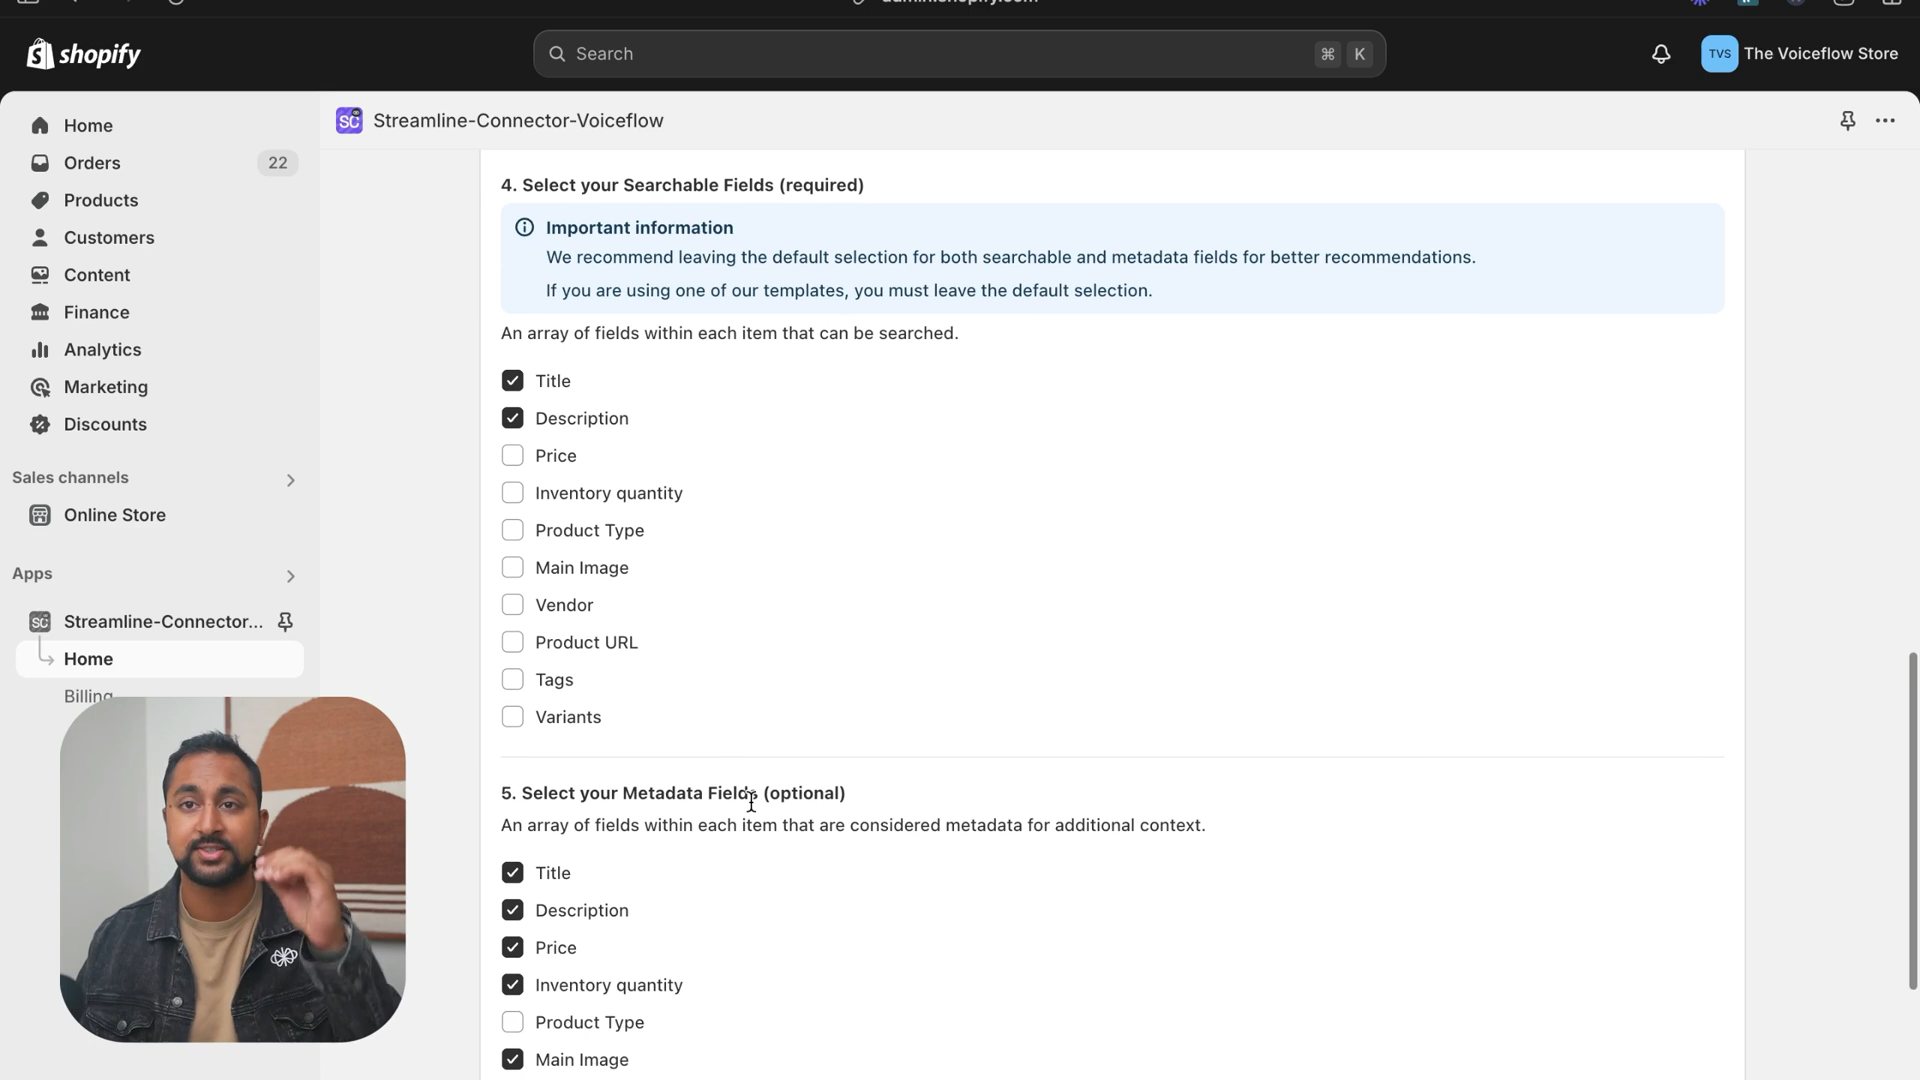 shopify
Search
⌘ K
TVS The Voiceflow Store
Home
Orders 22
Products
Customers
Content
Finance
Analytics
Marketing
Discounts
Sales channels
Online Store
Apps
SC Streamline-Connector...
Home
Billing
SC Streamline-Connector-Voiceflow
4. Select your Searchable Fields (required)
Important information
We recommend leaving the default selection for both searchable and metadata fields for better recommendations.
If you are using one of our templates, you must leave the default selection.
An array of fields within each item that can be searched.
Title
Description
Price
Inventory quantity
Product Type
Main Image
Vendor
Product URL
Tags
Variants
5. Select your Metadata Fields (optional)
An array of fields within each item that are considered metadata for additional context.
Title
Description
Price
Inventory quantity
Product Type
Main Image